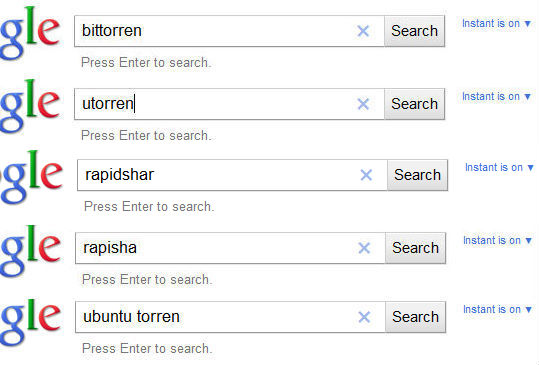 gle bittorren × Search Instant is on ▼
Press Enter to search.
gle utorren × Search Instant is on ▼
Press Enter to search.
ogle rapidshar × Search Instant is on ▼
Press Enter to search.
gle rapisha × Search Instant is on ▼
Press Enter to search.
gle ubuntu torren × Search Instant is on ▼
Press Enter to search.